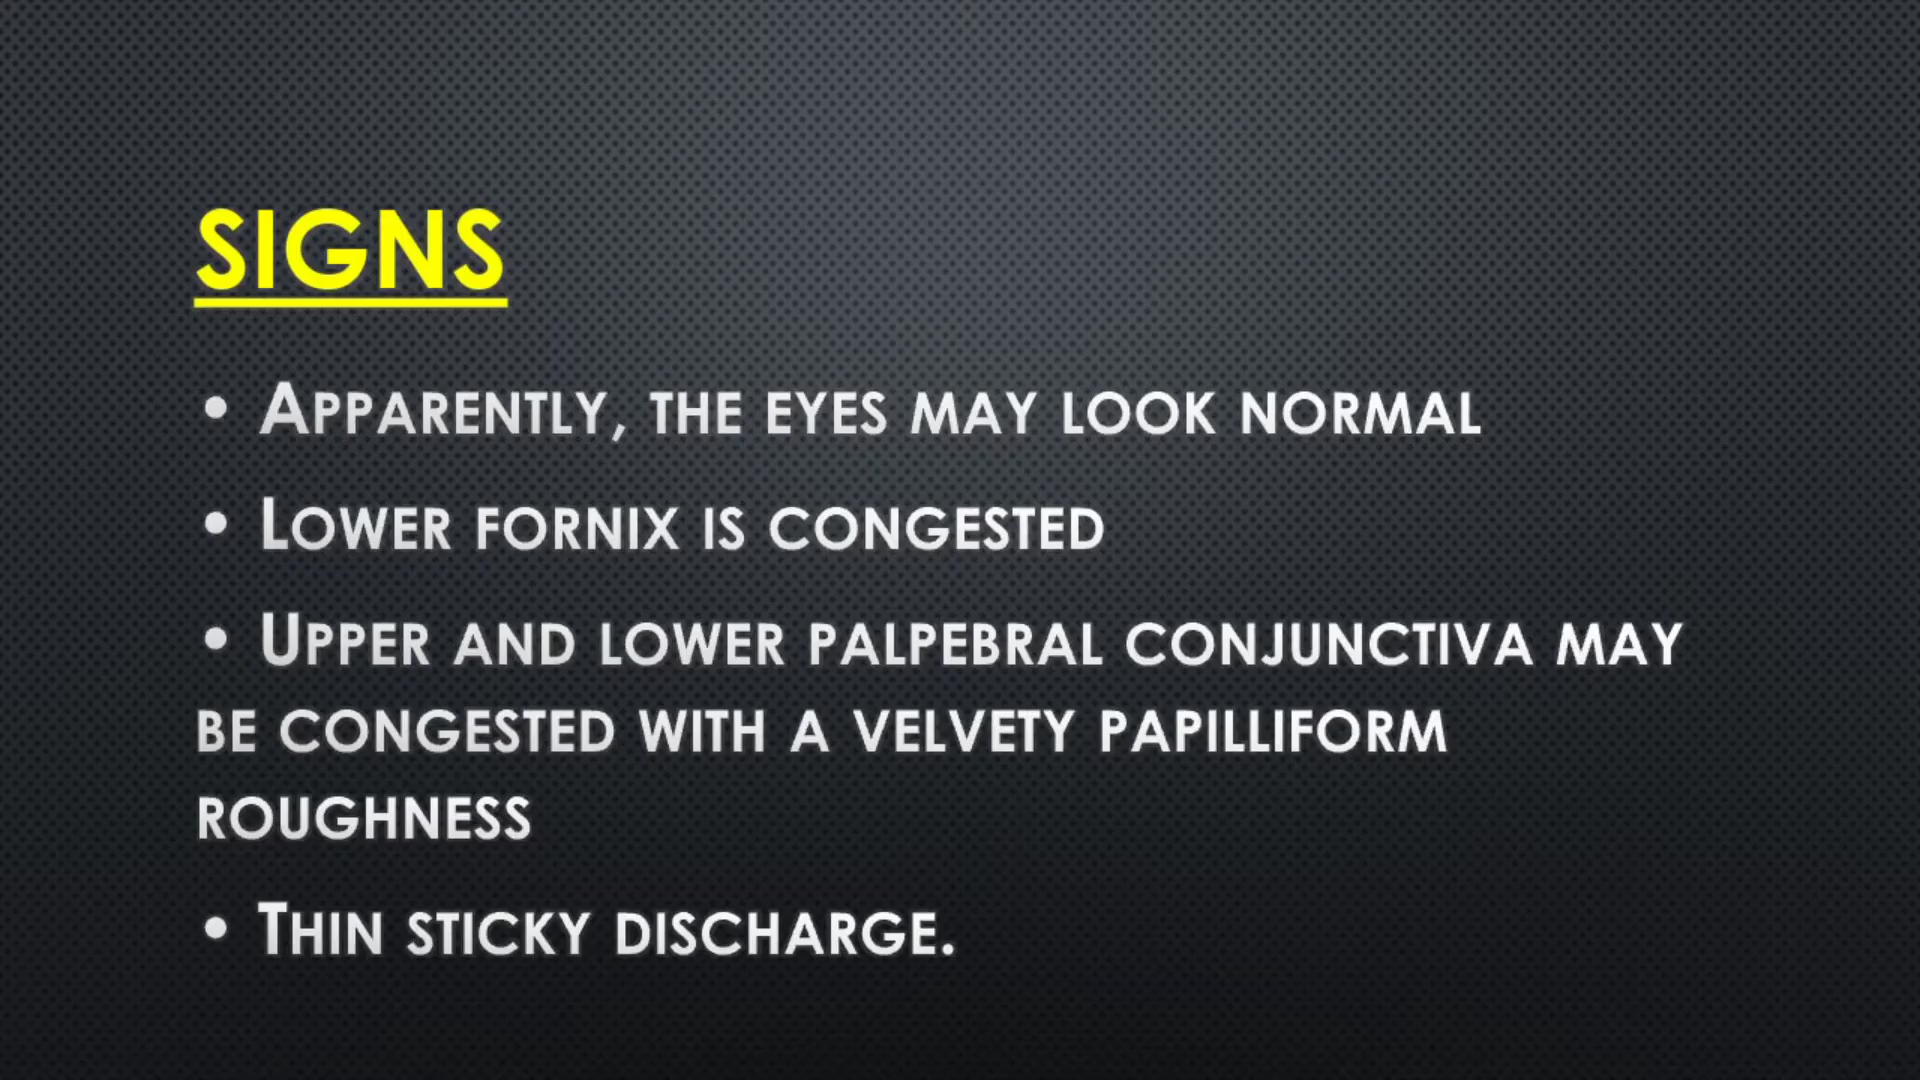 SIGNS
• APPARENTLY, THE EYES MAY LOOK NORMAL
• LOWER FORNIX IS CONGESTED
• UPPER AND LOWER PALPEBRAL CONJUNCTIVA MAY
BE CONGESTED WITH A VELVETY PAPILLIFORM
ROUGHNESS
• THIN STICKY DISCHARGE.